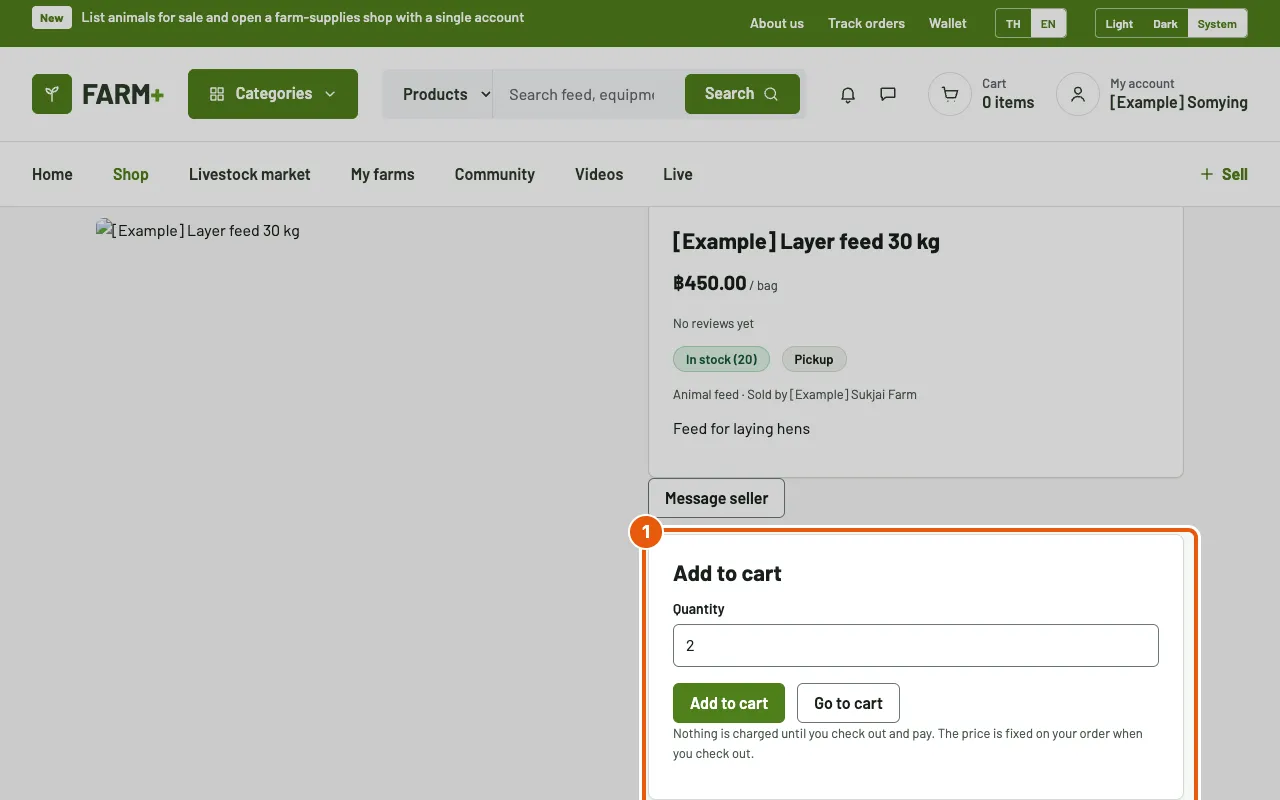 New
List animals for sale and open a farm-supplies shop with a single account
About us
Track orders
Wallet
TH
EN
Light
Dark
System
FARM+
Categories
Products
Search feed, equipme
Search
Cart
0 items
My account
[Example] Somying
Home
Shop
Livestock market
My farms
Community
Videos
Live
+ Sell
[Example] Layer feed 30 kg
[Example] Layer feed 30 kg
฿450.00 / bag
No reviews yet
In stock (20)
Pickup
Animal feed · Sold by [Example] Sukjai Farm
Feed for laying hens
Message seller
1
Add to cart
Quantity
2
Add to cart
Go to cart
Nothing is charged until you check out and pay. The price is fixed on your order when
you check out.